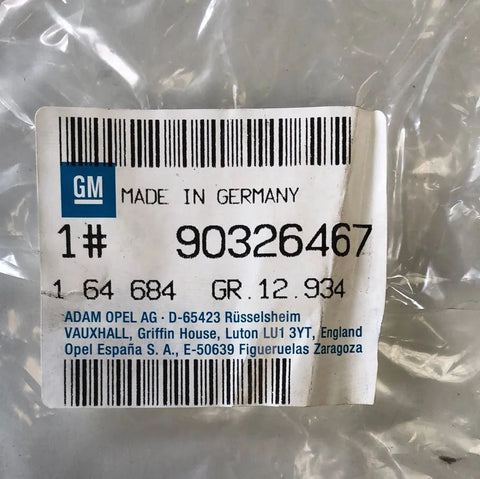 GM MADE IN GERMANY
1# 90326467
1 64 684 GR.12.934
ADAM OPEL AG · D-65423 Rüsselsheim
VAUXHALL, Griffin House, Luton LU1 3YT, England
Opel España S. A., E-50639 Figueruelas Zaragoza